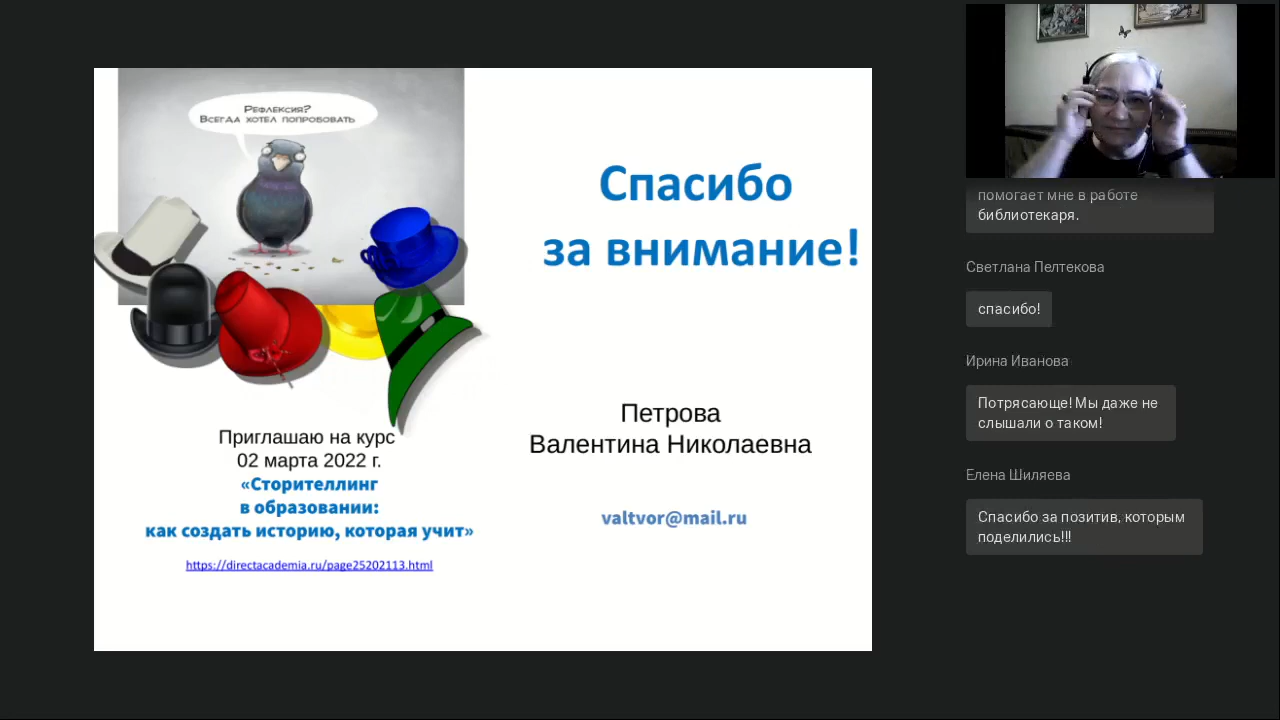 Рефлексия?
Всегда хотел попробовать
Спасибо
за внимание!
Приглашаю на курс
02 марта 2022 г.
«Сторителлинг
в образовании:
как создать историю, которая учит»
https://directacademia.ru/page25202113.html
Петрова
Валентина Николаевна
valtvor@mail.ru
помогает мне в работе
библиотекаря.
Светлана Пелтекова
спасибо!
Ирина Иванова
Потрясающе! Мы даже не
слышали о таком!
Елена Шиляева
Спасибо за позитив, которым
поделились!!!